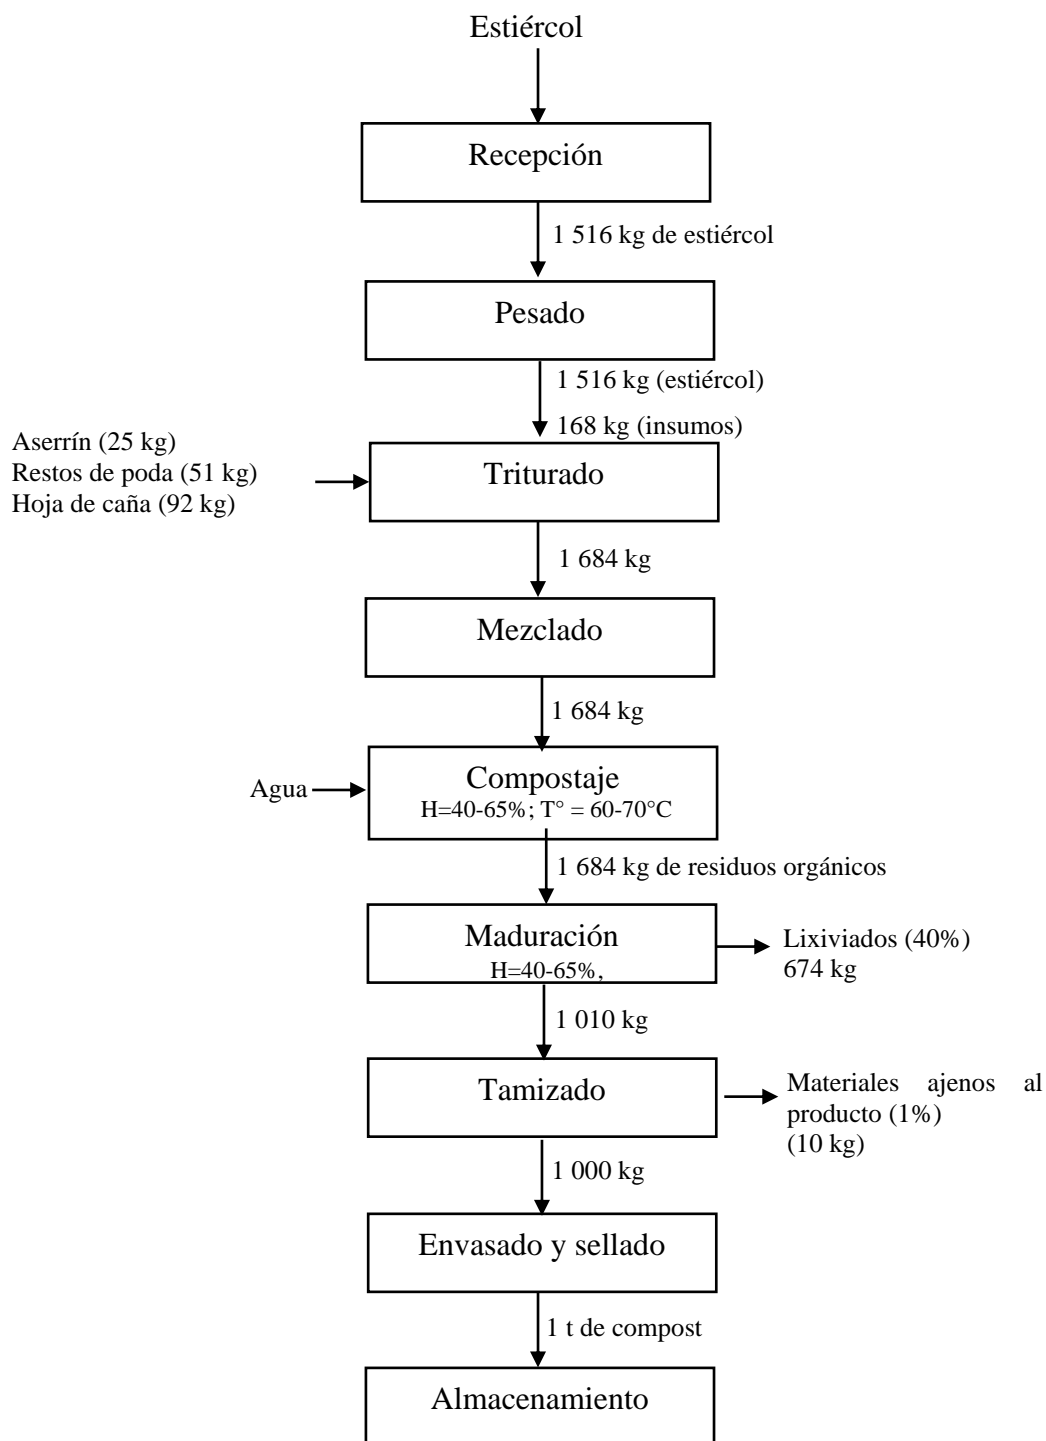 Estiércol
Recepción
1 516 kg de estiércol
Pesado
1 516 kg (estiércol)
168 kg (insumos)
Aserrín (25 kg)
Restos de poda (51 kg)
Hoja de caña (92 kg)
Triturado
1 684 kg
Mezclado
1 684 kg
Agua
Compostaje
H=40-65%; T° = 60-70°C
1 684 kg de residuos orgánicos
Maduración
H=40-65%,
Lixiviados (40%)
674 kg
1 010 kg
Tamizado
Materiales ajenos al
producto (1%)
(10 kg)
1 000 kg
Envasado y sellado
1 t de compost
Almacenamiento